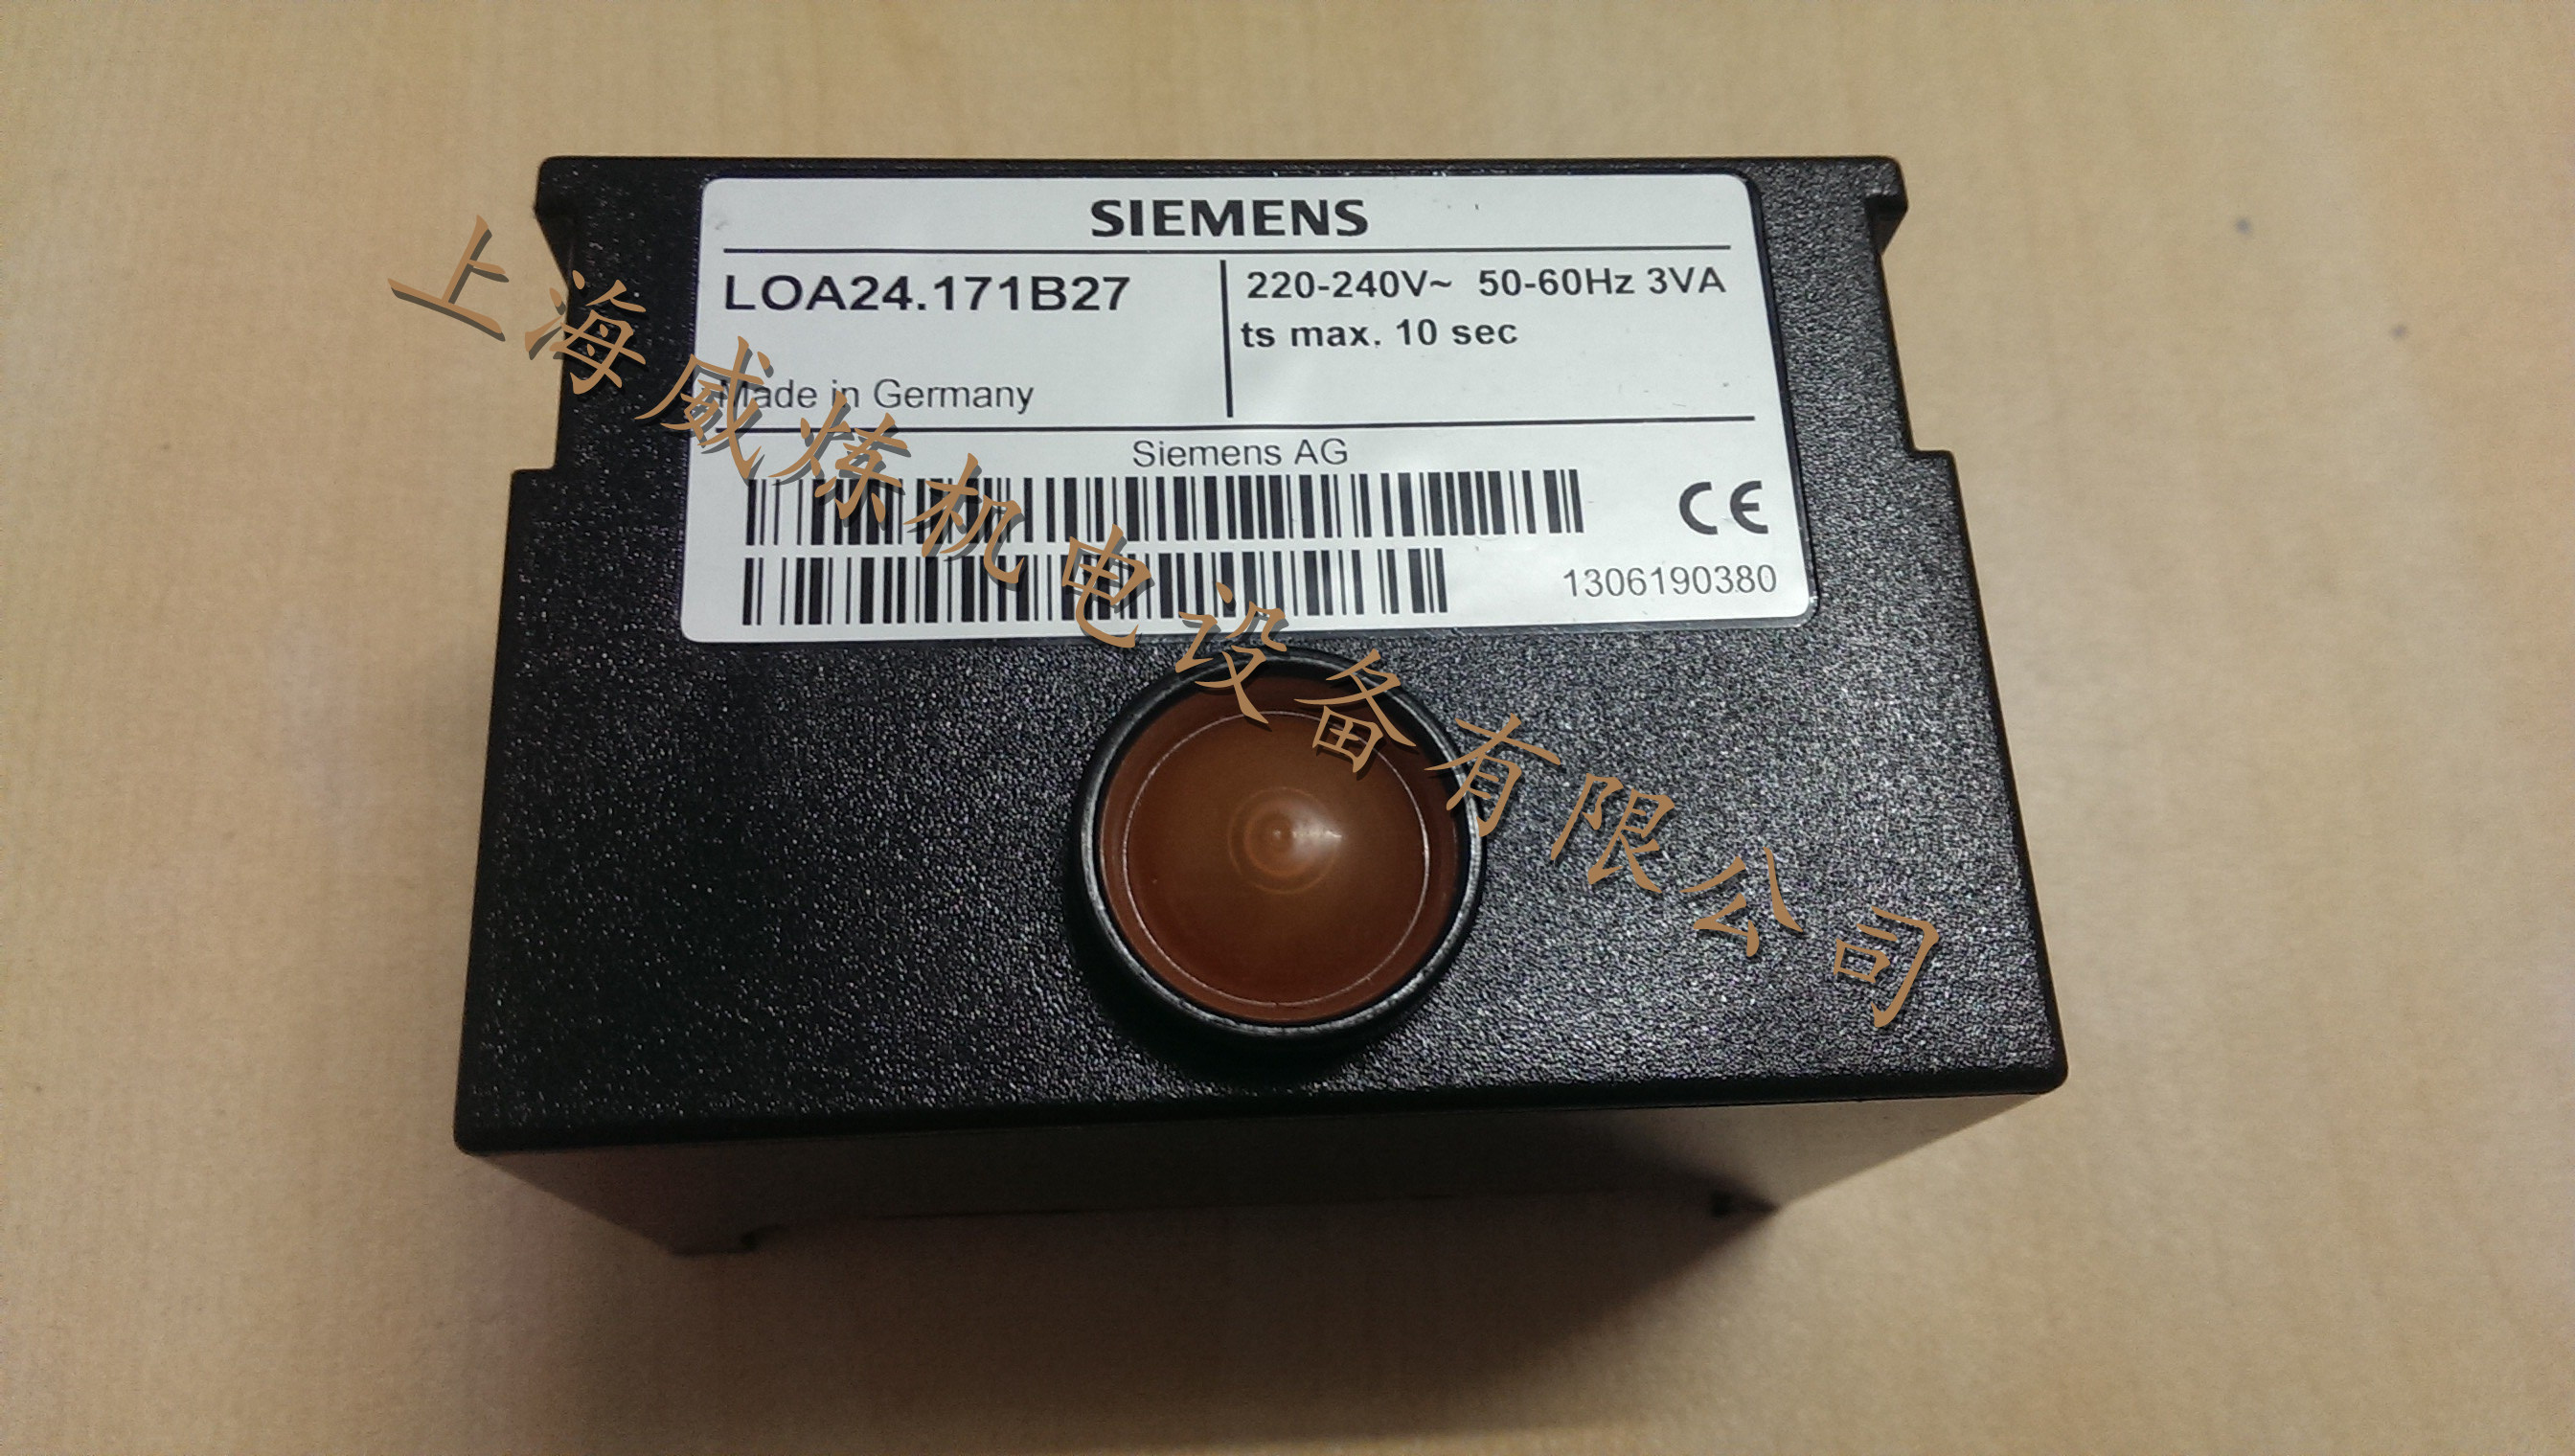 SIEMENS
LOA24.171B27
220-240V~ 50-60Hz 3VA
ts max. 10 sec
Made in Germany
Siemens AG
CE
1306190380
上海威炼机电设备有限公司